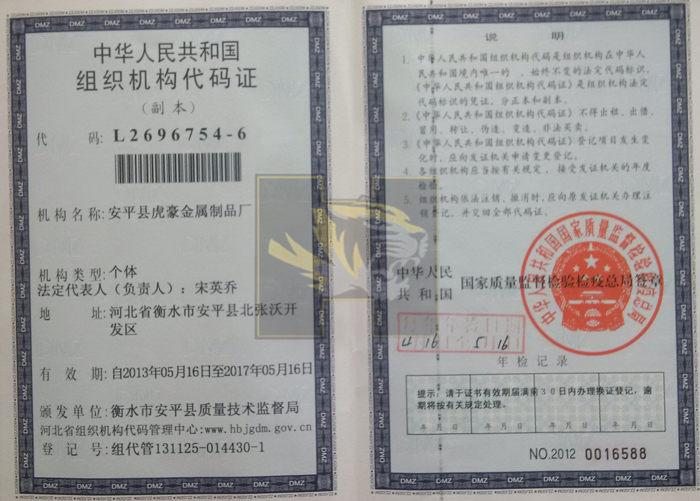 中华人民共和国
组织机构代码证
（副本）
代 码: L2696754-6
机构名称: 安平县虎豪金属制品厂
机构类型: 个体
法定代表人（负责人）: 宋英乔
地 址: 河北省衡水市安平县北张沃开
发区
有 效 期: 自2013年05月16日至2017年05月16日
颁发单位: 衡水市安平县质量技术监督局
河北省组织机构代码管理中心:www.hbjgdm.gov.cn
登 记 号: 组代管131125-014430-1
说 明
1. 中华人民共和国组织机构代码是组织机构在中华人
民共和国境内唯一的、始终不变的法定代码标识，
《中华人民共和国组织机构代码证》是组织机构法定
代码标识的凭证，分正本和副本。
2. 《中华人民共和国组织机构代码证》不得出租、出借、
冒用、转让、伪造、变造、非法买卖。
3. 《中华人民共和国组织机构代码证》登记项目发生变
化时，应向发证机关申请变更登记。
4. 各组织机构应当按有关规定，接受发证机关的年度
检验。
5. 组织机构依法注销、撤消时，应向原发证机关办理注
销登记，并交回全部代码证。
中华人民
共和国 国家质量监督检验检疫总局签章
年检记录
提示：请于证书有效期届满前30日内办理换证登记，逾
期将按有关规定处理。
年 月 日 年 月 日 年 月 日 年 月 日
NO.2012 0016588